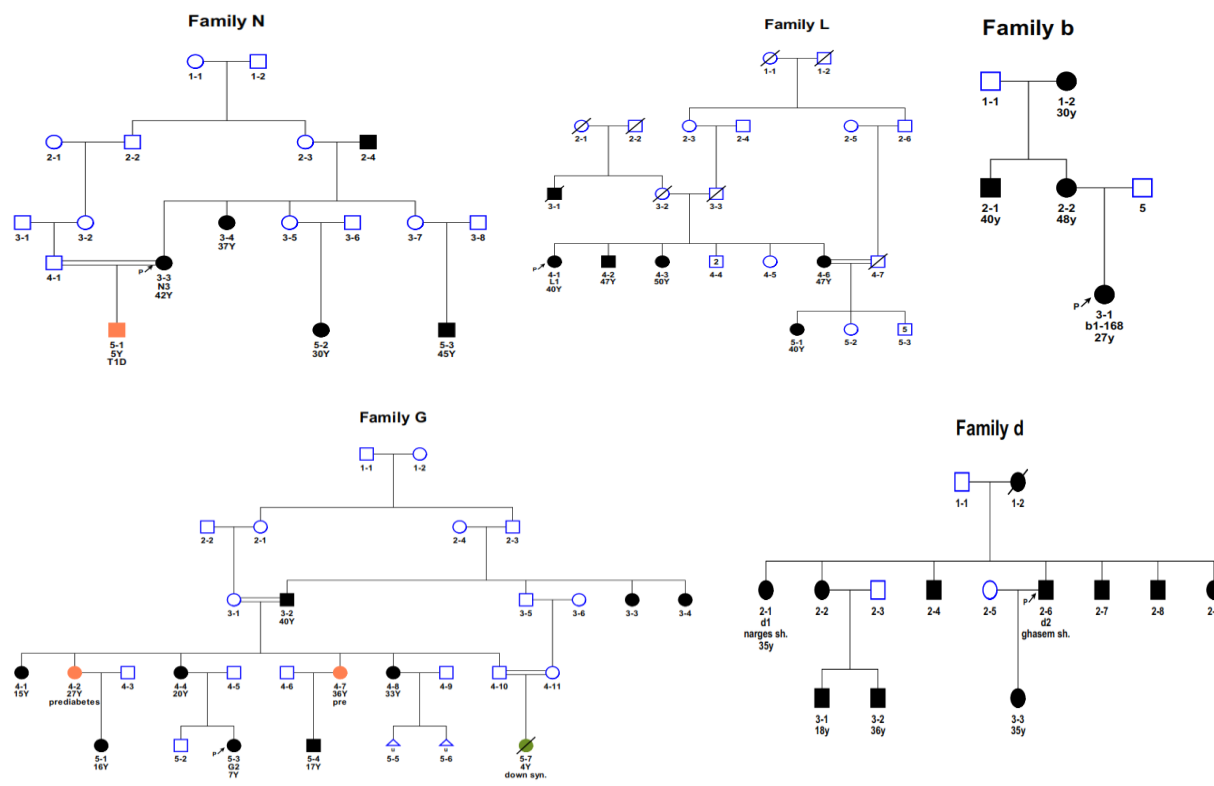 Family N
1-1 1-2
2-1 2-2 2-3 2-4
3-1 3-2 P 3-3 3-4 3-5 3-6 3-7 3-8
N3 37Y
42Y
4-1
5-1 5-2 5-3
5Y 30Y 45Y
T1D
Family L
1-1 1-2
2-1 2-2 2-3 2-4 2-5 2-6
3-1 3-2 3-3
2
P 4-1 4-2 4-3 4-4 4-5 4-6 4-7
L1 47Y 50Y 47Y
40Y
5
5-1 5-2 5-3
40Y
Family b
1-1 1-2
30y
2-1 2-2 5
40y 48y
P
3-1
b1-168
27y
Family G
1-1 1-2
2-2 2-1 2-4 2-3
3-1 3-2 3-5 3-6 3-3 3-4
40Y
4-1 4-2 4-3 4-4 4-5 4-6 4-7 4-8 4-9 4-10 4-11
15Y 27Y 20Y 36Y 33Y
prediabetes pre
u u
5-1 5-2 P 5-3 5-4 5-5 5-6 5-7
16Y G2 17Y 4Y
7Y down syn.
Family d
1-1 1-2
P
2-1 2-2 2-3 2-4 2-5 2-6 2-7 2-8
d1 d2
narges sh. ghasem sh.
35y
3-1 3-2 3-3
18y 36y 35y